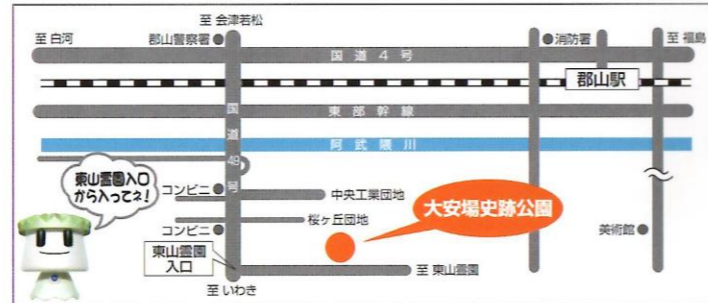 至 会津若松
至 白河
郡山警察署
消防署
至 福島
国道4号
郡山駅
東部幹線
国道49号
阿武隈川
東山霊園入口
から入ってネ!
コンビニ
中央工業団地
桜ヶ丘団地
大安場史跡公園
コンビニ
美術館
東山霊園
入口
至 東山霊園
至 いわき